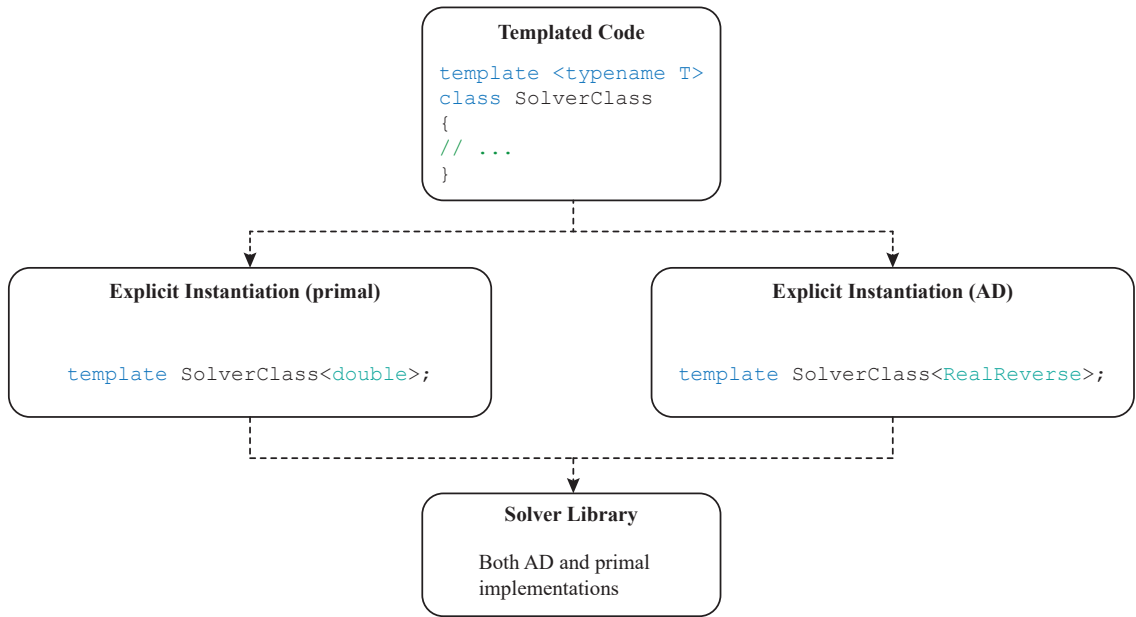 Templated Code
template <typename T>
class SolverClass
{
// ...
}
Explicit Instantiation (primal)
template SolverClass<double>;
Explicit Instantiation (AD)
template SolverClass<RealReverse>;
Solver Library
Both AD and primal
implementations